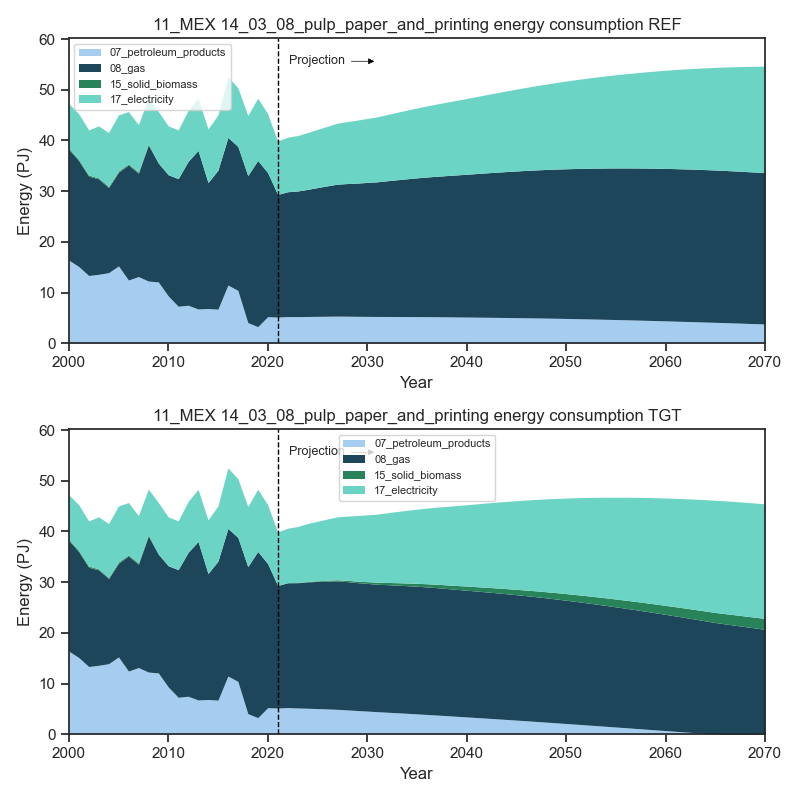 11_MEX 14_03_08_pulp_paper_and_printing energy consumption REF
60
50
40
30
20
10
0
Energy (PJ)
07_petroleum_products
08_gas
15_solid_biomass
17_electricity
Projection
2000 2010 2020 2030 2040 2050 2060 2070
Year
11_MEX 14_03_08_pulp_paper_and_printing energy consumption TGT
60
50
40
30
20
10
0
Energy (PJ)
Projection
07_petroleum_products
08_gas
15_solid_biomass
17_electricity
2000 2010 2020 2030 2040 2050 2060 2070
Year